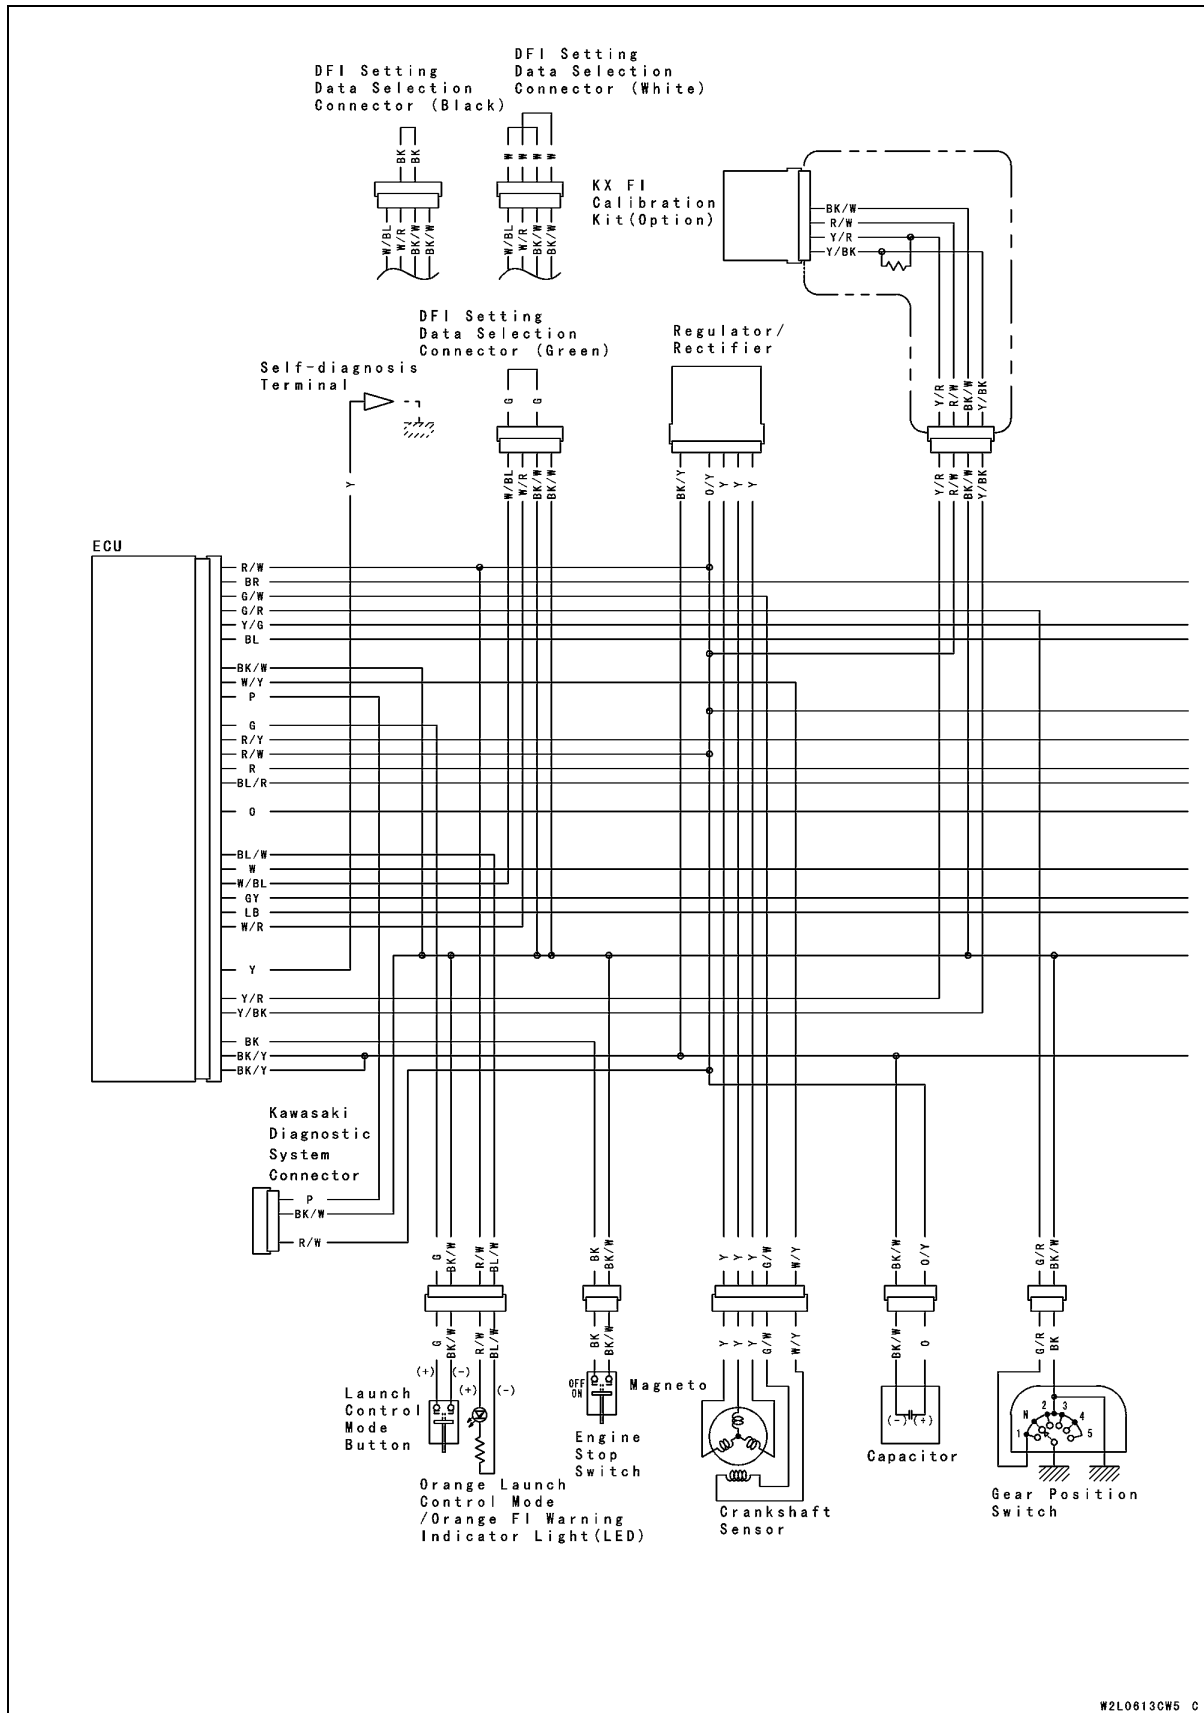 DFI Setting
Data Selection
Connector (Black)
DFI Setting
Data Selection
Connector (White)
BK BK
W W W W
W/BL W/R BK/W BK/W
W/BL W/R BK/W BK/W
KX FI
Calibration
Kit(Option)
BK/W
R/W
Y/R
Y/BK
DFI Setting
Data Selection
Connector (Green)
Regulator/
Rectifier
Self-diagnosis
Terminal
G G
Y/R R/W BK/W Y/BK
Y
W/BL W/R BK/W BK/W
BK/Y O/Y Y Y Y
Y/R R/W BK/W Y/BK
ECU
R/W
BR
G/W
G/R
Y/G
BL
BK/W
W/Y
P
G
R/Y
R/W
R
BL/R
O
BL/W
W
W/BL
GY
LB
W/R
Y
Y/R
Y/BK
BK
BK/Y
BK/Y
Kawasaki
Diagnostic
System
Connector
P
BK/W
R/W
G BK/W R/W BL/W
BK BK/W
Y Y Y G/W W/Y
BK/W O/Y
G/R BK/W
G BK/W R/W BL/W
BK BK/W
Y Y Y G/W W/Y
BK/W O
G/R BK
(+) (-)
(+) (-)
Launch
Control
Mode
Button
OFF
ON
Magneto
Engine
Stop
Switch
(-) (+)
Capacitor
1 N 2 3 4 5
Orange Launch
Control Mode
/Orange FI Warning
Indicator Light(LED)
Crankshaft
Sensor
Gear Position
Switch
W2L0613CW5 C